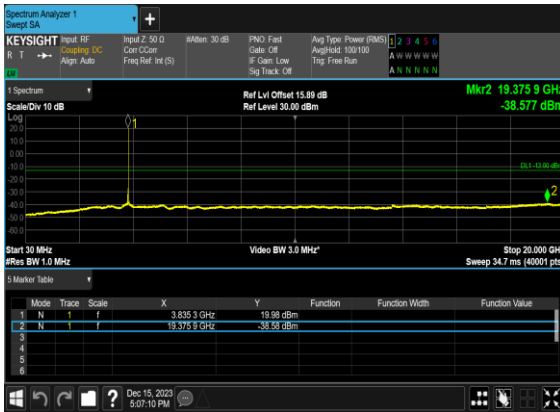 Spectrum Analyzer 1
Swept SA
KEYSIGHT Input: RF Input Z: 50 Ω #Atten: 30 dB PNO: Fast Avg Type: Power (RMS) 1 2 3 4 5 6
R T Coupling: DC Corr CCorr Gate: Off Avg|Hold: 100/100 A W W W W W
Align: Auto Freq Ref: Int (S) IF Gain: Low Trig: Free Run A N N N N N
LNI Sig Track: Off
1 Spectrum Ref Lvl Offset 15.89 dB Mkr2 19.375 9 GHz
Scale/Div 10 dB Ref Level 30.00 dBm -38.577 dBm
Log
20.0
10.0
0.00
-10.0
DL1 -13.00 dBm
-20.0
-30.0
-40.0
-50.0
-60.0
1
2
Start 30 MHz Video BW 3.0 MHz* Stop 20.000 GHz
#Res BW 1.0 MHz Sweep 34.7 ms (40001 pts)
5 Marker Table
Mode Trace Scale X Y Function Function Width Function Value
1 N 1 f 3.835 3 GHz 19.98 dBm
2 N 1 f 19.375 9 GHz -38.58 dBm
3
4
5
6
? Dec 15, 2023
5:07:10 PM